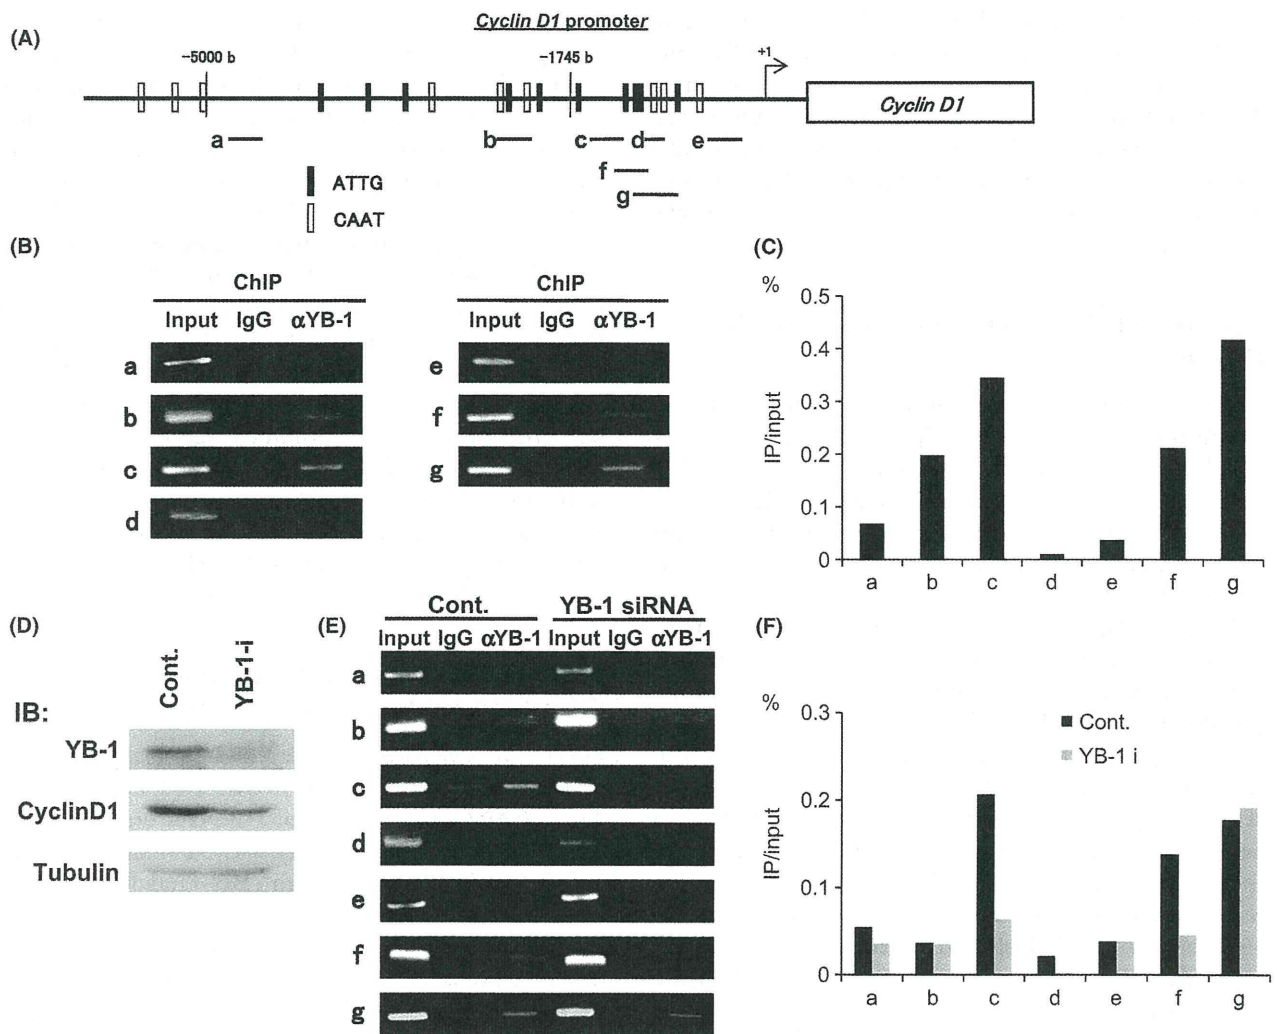 (A)
Cyclin D1 promoter
−5000 b
−1745 b
+1
Cyclin D1
a
b
c
d
e
f
g
ATTG
CAAT
(B)
ChIP
Input IgG αYB-1
a
b
c
d
ChIP
Input IgG αYB-1
e
f
g
(C)
%
IP/input
0.5
0.4
0.3
0.2
0.1
0
a b c d e f g
(D)
Cont.
YB-1-i
IB:
YB-1
CyclinD1
Tubulin
(E)
Cont. YB-1 siRNA
Input IgG αYB-1 Input IgG αYB-1
a
b
c
d
e
f
g
(F)
%
IP/input
0.3
0.2
0.1
0
Cont.
YB-1 i
a b c d e f g